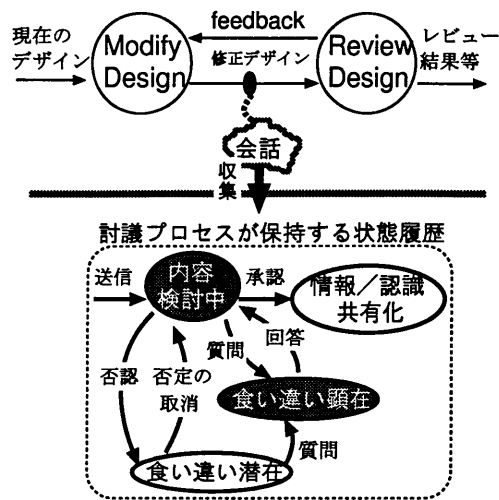 現在の
デザイン
Modify
Design
feedback
修正デザイン
Review
Design
レビュー
結果等
会話
収集
討議プロセスが保持する状態履歴
送信
内容
検討中
承認
情報／認識
共有化
質問
回答
否認
否定の
取消
食い違い顕在
質問
食い違い潜在